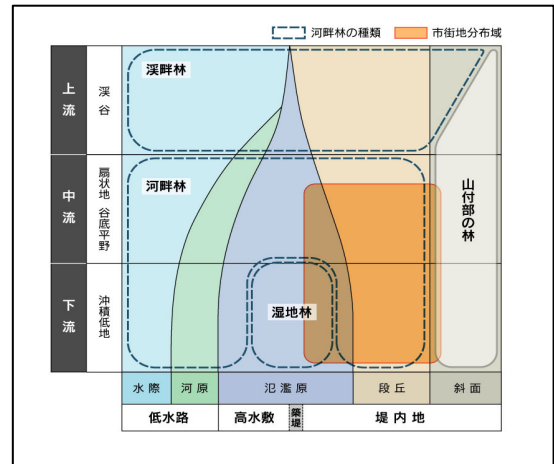 河畔林の種類 市街地分布域
上流
渓谷
渓畔林
中流
扇状地 谷底平野
河畔林
山付部の林
下流
沖積低地
湿地林
水際 河原 氾濫原 段丘 斜面
低水路 高水敷 築堤 堤内地